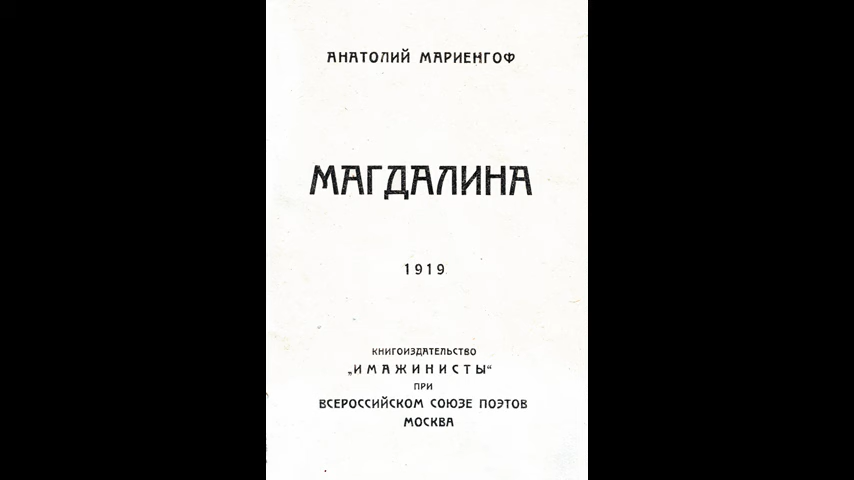 АНАТОЛИЙ МАРИЕНГОФ
МАГДАЛИНА
1919
КНИГОИЗДАТЕЛЬСТВО
„ИМАЖИНИСТЫ“
ПРИ
ВСЕРОССИЙСКОМ СОЮЗЕ ПОЭТОВ
МОСКВА